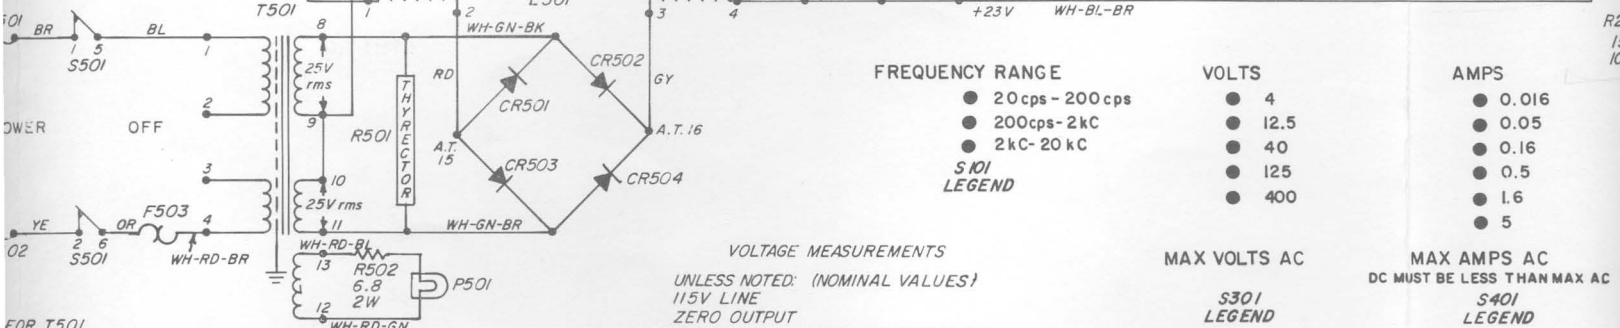 T501
8
1
2
3
4
+23V
WH-BL-BR
BR
BL
1
5
S501
1
25V
rms
WH-GN-BK
RD
GY
CR501
CR502
2
9
POWER
OFF
R501
THYRECTOR
A.T.
15
A.T. 16
3
10
CR503
CR504
25V rms
YE
OR
F503
4
11
WH-GN-BR
02
2
6
S501
WH-RD-BR
WH-RD-BL
13
R502
6.8
2W
P501
12
WH-RD-GN
FOR T501
FREQUENCY RANGE
20cps-200cps
200cps-2kC
2kC-20kC
S101
LEGEND
VOLTS
4
12.5
40
125
400
MAX VOLTS AC
S301
LEGEND
AMPS
0.016
0.05
0.16
0.5
1.6
5
MAX AMPS AC
DC MUST BE LESS THAN MAX AC
S401
LEGEND
VOLTAGE MEASUREMENTS
UNLESS NOTED: (NOMINAL VALUES)
115V LINE
ZERO OUTPUT